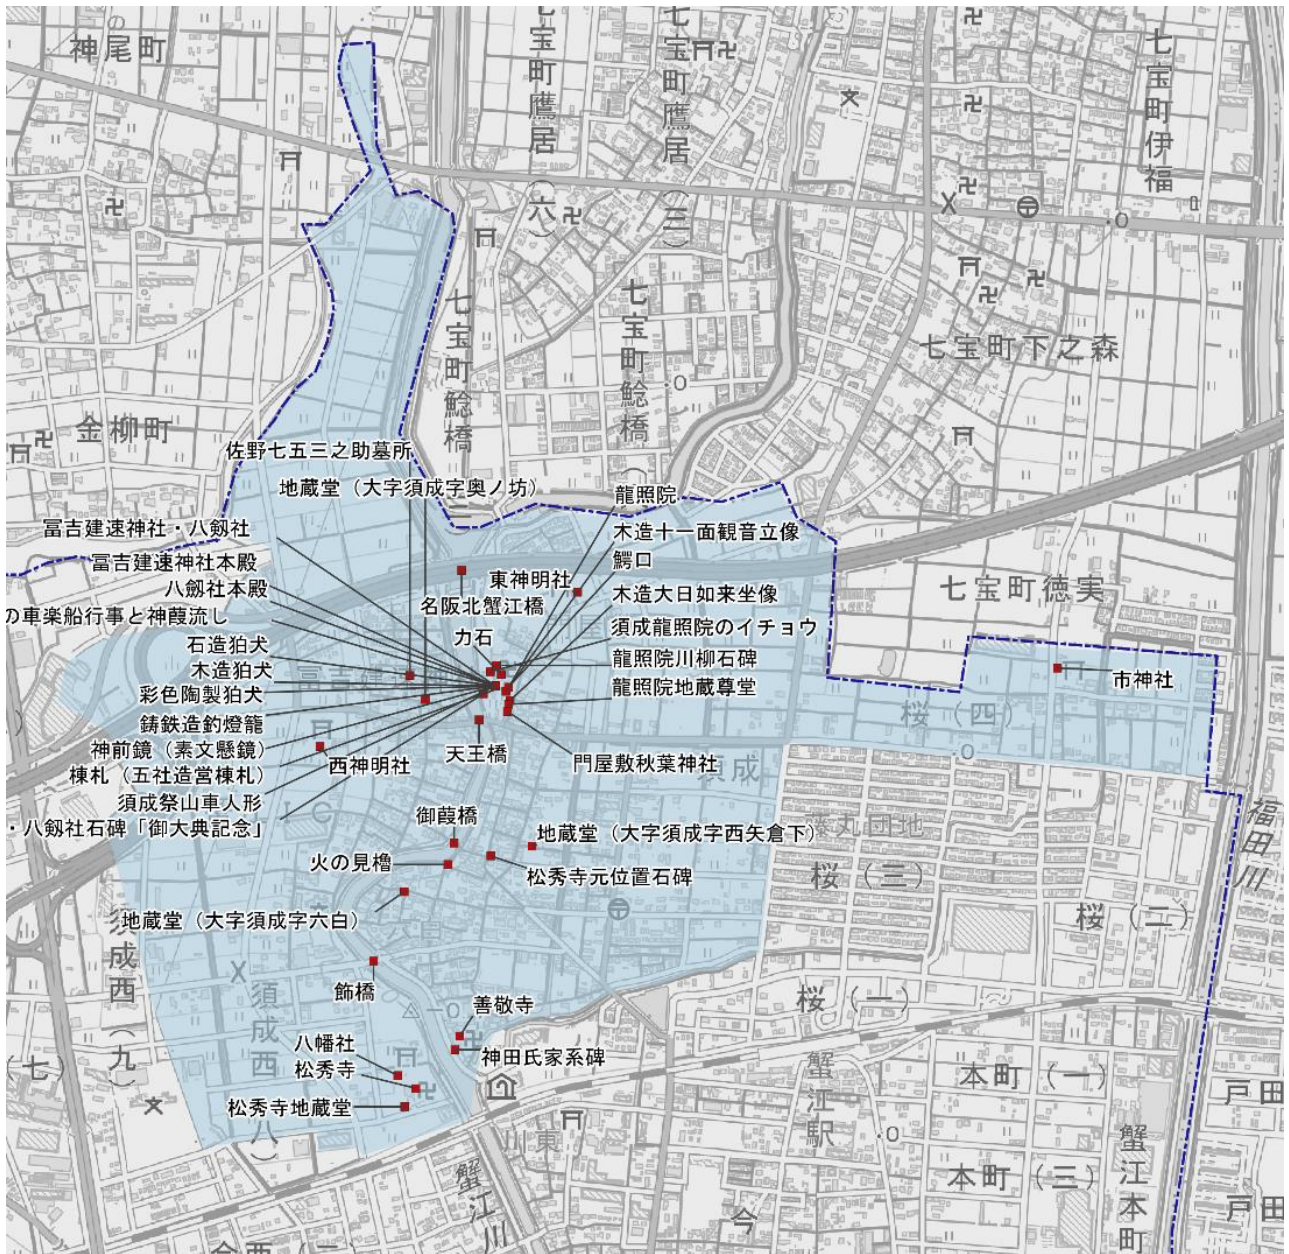 神尾町
七宝町鷹居(六)
七宝町鷹居(三)
七宝町伊福
七宝町鯰橋
七宝町鯰橋
七宝町下之森
金柳町
佐野七五三之助墓所
地蔵堂(大字須成字奥ノ坊)
龍照院
冨吉建速神社・八剱社
木造十一面観音立像
冨吉建速神社本殿
鰐口
八劔社本殿
東神明社
木造大日如来坐像
七宝町徳実
名阪北蟹江橋
の車楽船行事と神葭流し
力石
須成龍照院のイチョウ
石造狛犬
龍照院川柳石碑
木造狛犬
龍照院地蔵尊堂
市神社
彩色陶製狛犬
鋳鉄造釣燈籠
桜(四)
神前鏡(素文懸鏡)
西神明社
天王橋
門屋敷秋葉神社
須成
棟札(五社造営棟札)
須成祭山車人形
・八剱社石碑「御大典記念」
御葭橋
地蔵堂(大字須成字西矢倉下)
福田川
火の見櫓
松秀寺元位置石碑
桜(三)
地蔵堂(大字須成字六白)
桜(二)
須成西(九)
須成西(八)
飾橋
桜(一)
善敬寺
八幡社
神田氏家系碑
松秀寺
(七)
蟹江駅
本町(一)
戸田
松秀寺地蔵堂
川東
蟹江川
本町(三)
蟹江本町
今
戸田